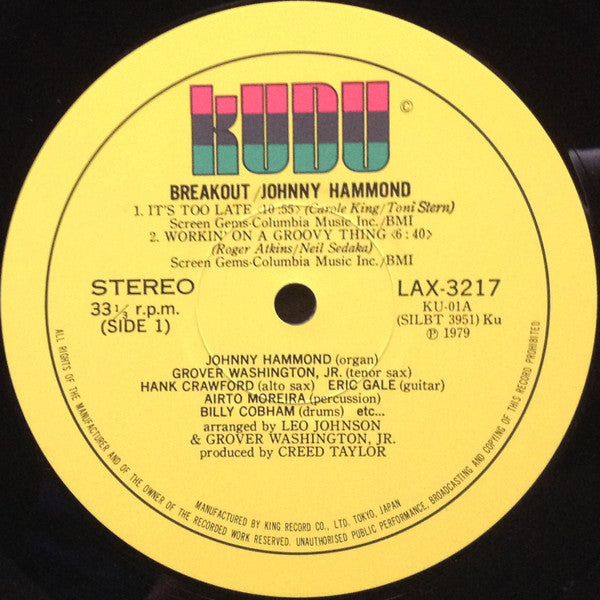 KUDU
©
BREAKOUT / JOHNNY HAMMOND
1. IT'S TOO LATE <10:55> (Carole King/Toni Stern)
Screen Gems-Columbia Music Inc./BMI
2. WORKIN' ON A GROOVY THING <6:40>
(Roger Atkins/Neil Sedaka)
Screen Gems-Columbia Music Inc./BMI
STEREO
33⅓ r.p.m.
(SIDE 1)
LAX-3217
KU-01A
(SILBT 3951) Ku
℗ 1979
JOHNNY HAMMOND (organ)
GROVER WASHINGTON, JR. (tenor sax)
HANK CRAWFORD (alto sax) ERIC GALE (guitar)
AIRTO MOREIRA (percussion)
BILLY COBHAM (drums) etc...
arranged by LEO JOHNSON
& GROVER WASHINGTON, JR.
produced by CREED TAYLOR
MANUFACTURED BY KING RECORD CO., LTD. TOKYO, JAPAN
ALL RIGHTS OF THE MANUFACTURER AND OF THE OWNER OF THE RECORDED WORK RESERVED. UNAUTHORISED PUBLIC PERFORMANCE, BROADCASTING AND COPYING OF THIS RECORD PROHIBITED